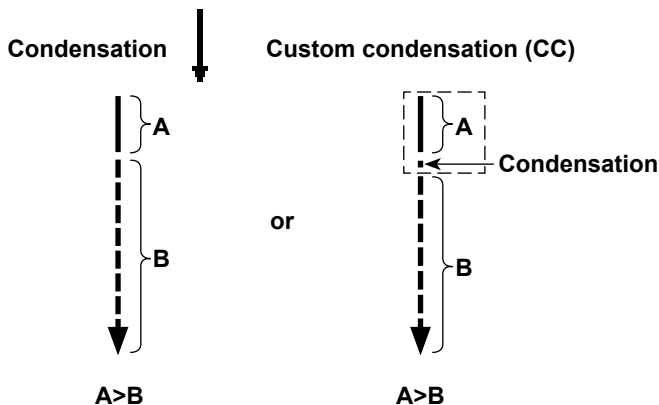 Condensation
Custom condensation (CC)
A
A
Condensation
or
B
B
A>B
A>B